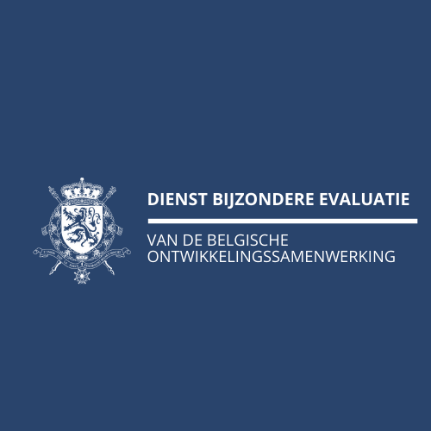 DIENST BIJZONDERE EVALUATIE
VAN DE BELGISCHE
ONTWIKKELINGSSAMENWERKING